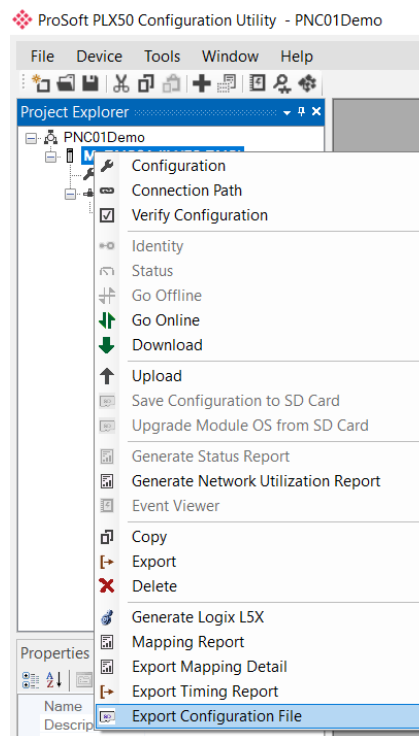 ProSoft PLX50 Configuration Utility - PNC01Demo
File Device Tools Window Help
Project Explorer
PNC01Demo
Configuration
Connection Path
Verify Configuration
Identity
Status
Go Offline
Go Online
Download
Upload
Save Configuration to SD Card
Upgrade Module OS from SD Card
Generate Status Report
Generate Network Utilization Report
Event Viewer
Copy
Export
Delete
Generate Logix L5X
Mapping Report
Export Mapping Detail
Export Timing Report
Export Configuration File
Properties
Name
Descrip